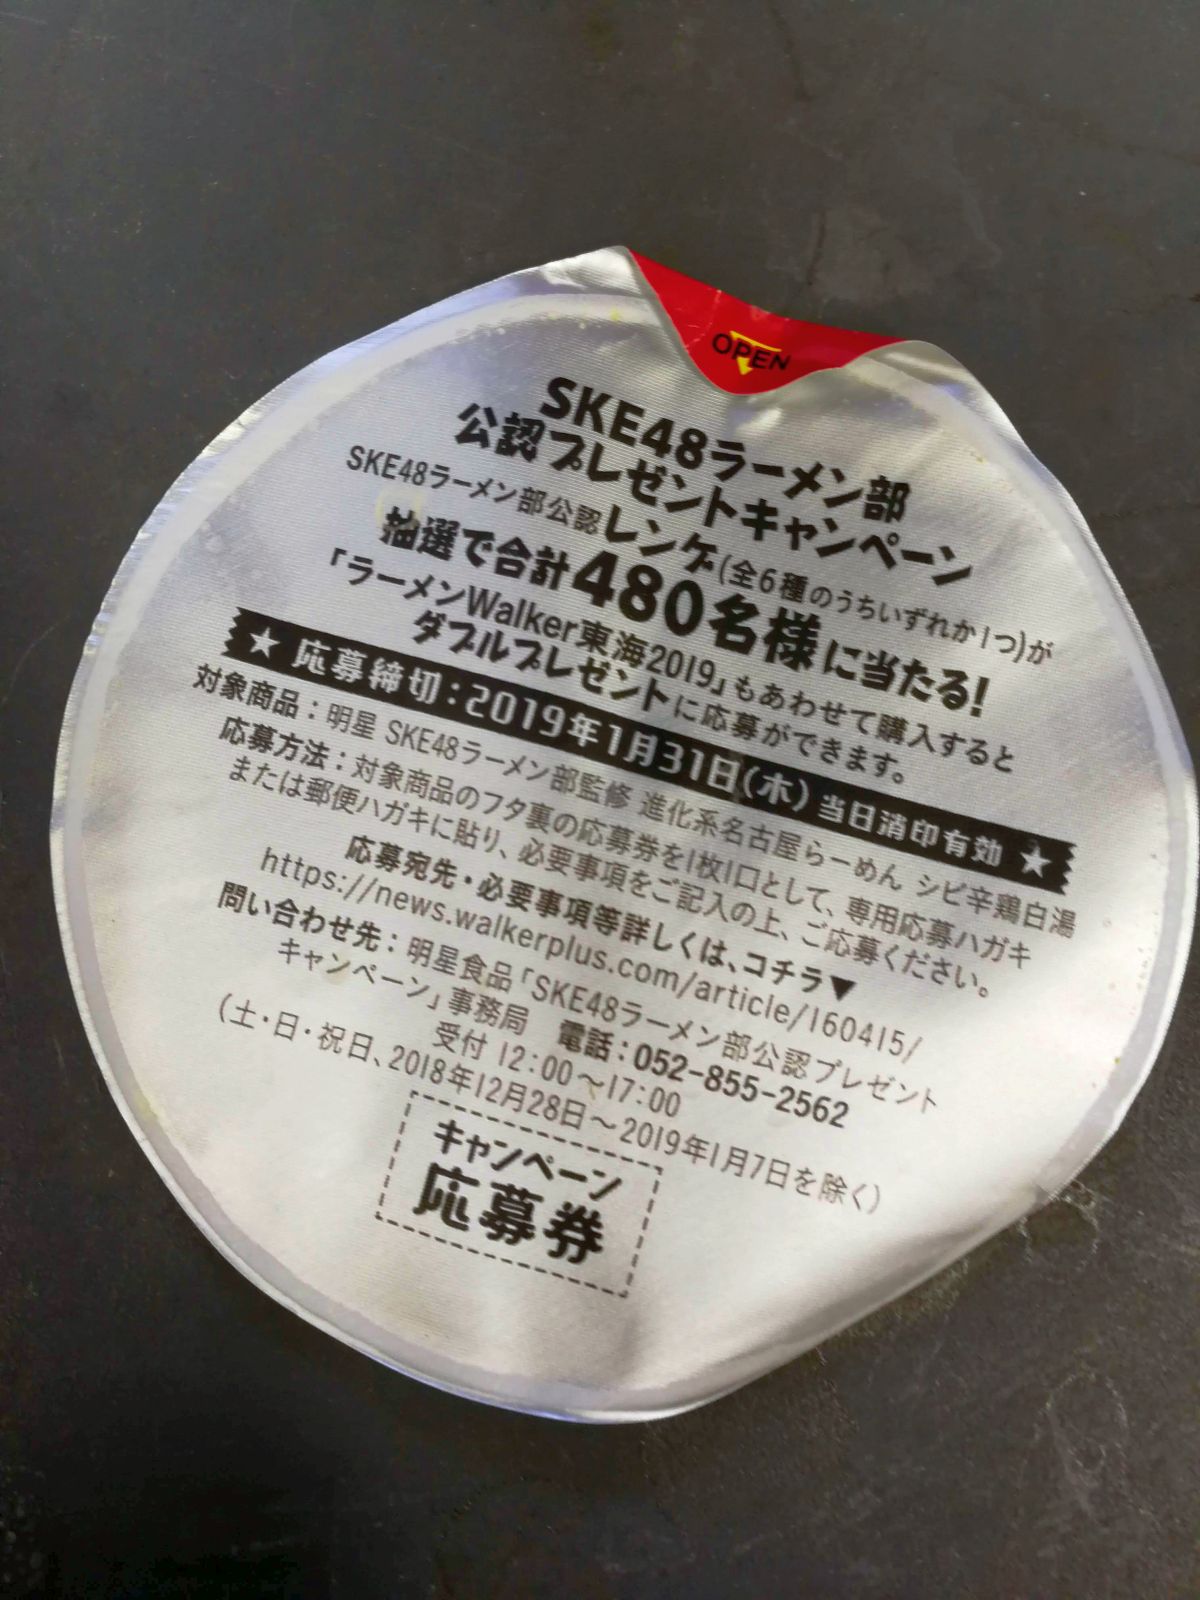 OPEN
SKE48ラーメン部
公認プレゼントキャンペーン
SKE48ラーメン部公認レンゲ(全6種のうちいずれか1つ)が
抽選で合計480名様に当たる!
「ラーメンWalker東海2019」もあわせて購入すると
ダブルプレゼントに応募ができます。
★ 応募締切:2019年1月31日(木) 当日消印有効 ★
対象商品:明星 SKE48ラーメン部監修 進化系名古屋らーめん シビ辛鶏白湯
応募方法:対象商品のフタ裏の応募券を1枚1口として、専用応募ハガキ
または郵便ハガキに貼り、必要事項をご記入の上、ご応募ください。
応募宛先・必要事項等詳しくは、コチラ▼
https://news.walkerplus.com/article/160415/
問い合わせ先:明星食品「SKE48ラーメン部公認プレゼント
キャンペーン」事務局 電話:052-855-2562
受付 12:00~17:00
(土・日・祝日、2018年12月28日~2019年1月7日を除く)
キャンペーン
応募券